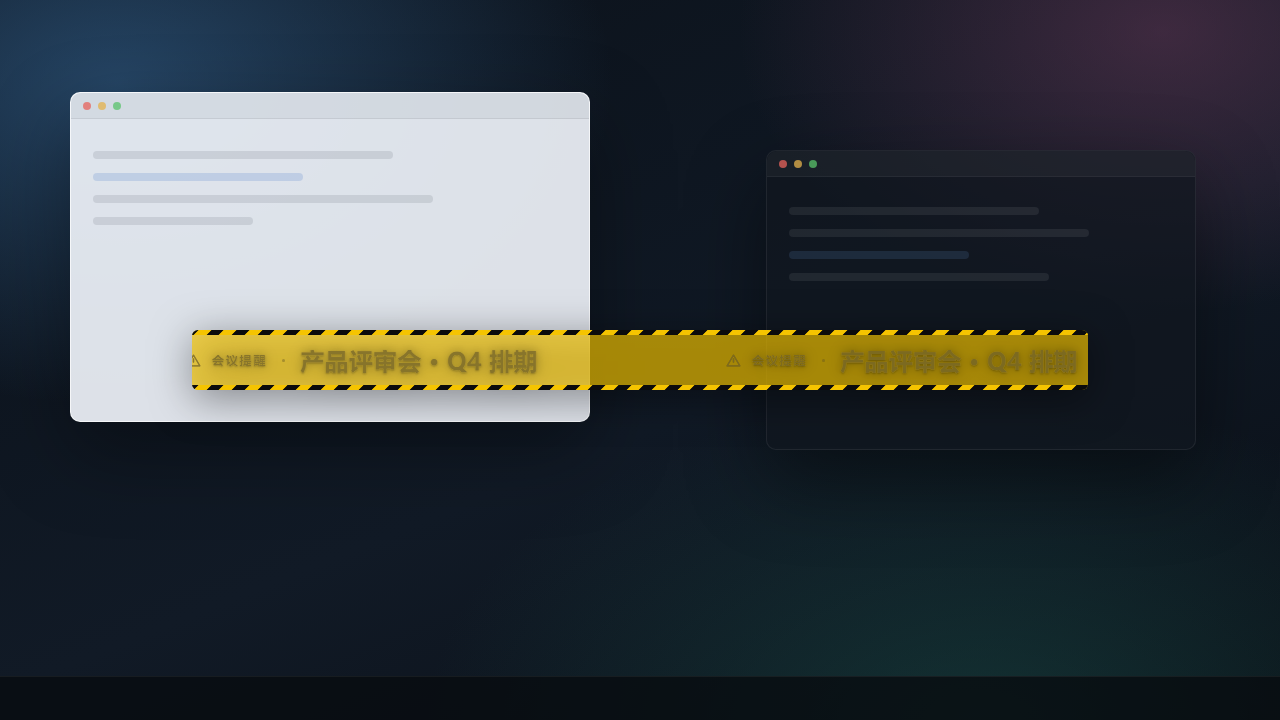 ⚠ 会议提醒 · 产品评审会 • Q4 排期 ⚠ 会议提醒 · 产品评审会 • Q4 排期